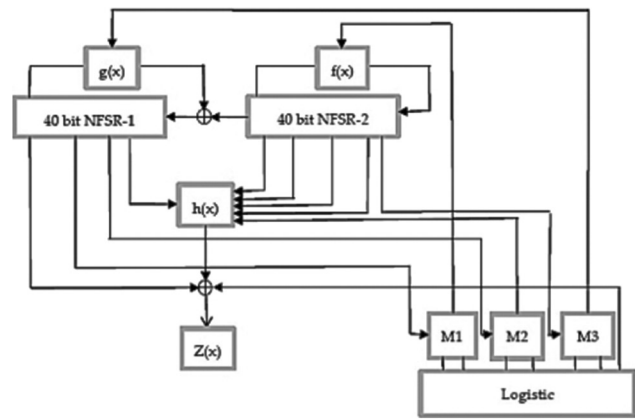 g(x)
f(x)
40 bit NFSR-1
40 bit NFSR-2
h(x)
Z(x)
M1
M2
M3
Logistic